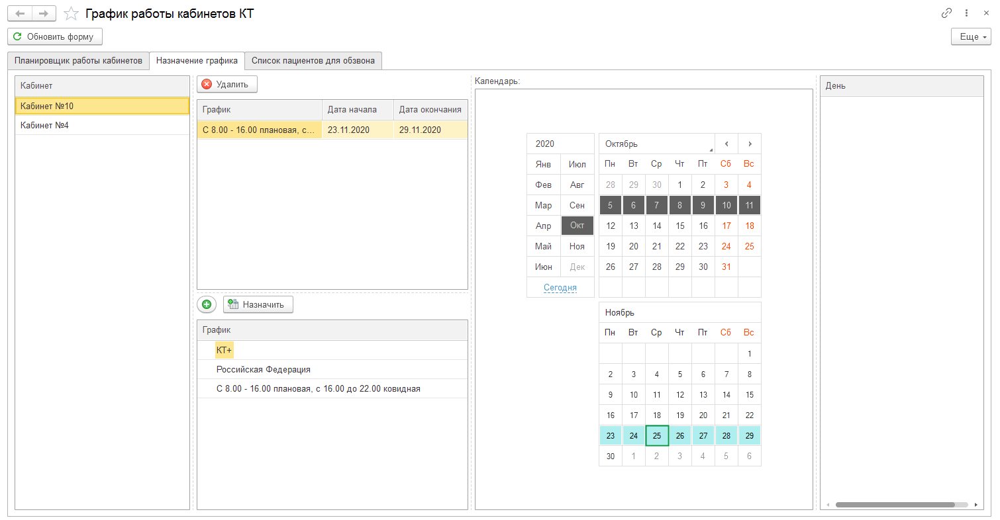 График работы кабинетов КТ
Обновить форму
Еще
Планировщик работы кабинетов
Назначение графика
Список пациентов для обзвона
Кабинет
Кабинет №10
Кабинет №4
Удалить
График Дата начала Дата окончания
С 8.00 - 16.00 плановая, с... 23.11.2020 29.11.2020
Назначить
График
КТ+
Российская Федерация
С 8.00 - 16.00 плановая, с 16.00 до 22.00 ковидная
Календарь:
2020
Янв Июл
Фев Авг
Мар Сен
Апр Окт
Май Ноя
Июн Дек
Сегодня
Октябрь
Пн Вт Ср Чт Пт Сб Вс
28 29 30 1 2 3 4
5 6 7 8 9 10 11
12 13 14 15 16 17 18
19 20 21 22 23 24 25
26 27 28 29 30 31
Ноябрь
Пн Вт Ср Чт Пт Сб Вс
1
2 3 4 5 6 7 8
9 10 11 12 13 14 15
16 17 18 19 20 21 22
23 24 25 26 27 28 29
30 1 2 3 4 5 6
День